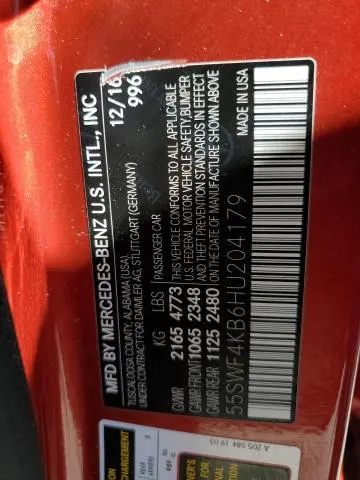 MFD BY MERCEDES-BENZ U.S. INTL., INC
TUSCALOOSA COUNTY, ALABAMA (USA)
UNDER CONTRACT FOR DAIMLER AG, STUTTGART (GERMANY)
12/16
996
PASSENGER CAR
THIS VEHICLE CONFORMS TO ALL APPLICABLE
U.S. FEDERAL MOTOR VEHICLE SAFETY, BUMPER
AND THEFT PREVENTION STANDARDS IN EFFECT
ON THE DATE OF MANUFACTURE SHOWN ABOVE
KG LBS
GVWR 2165 4773
GAWR FRONT 1065 2348
GAWR REAR 1125 2480
55SWF4KB6HU204179
A 205 584 19 03
CHARGEMENT
REAR
ARRIERE